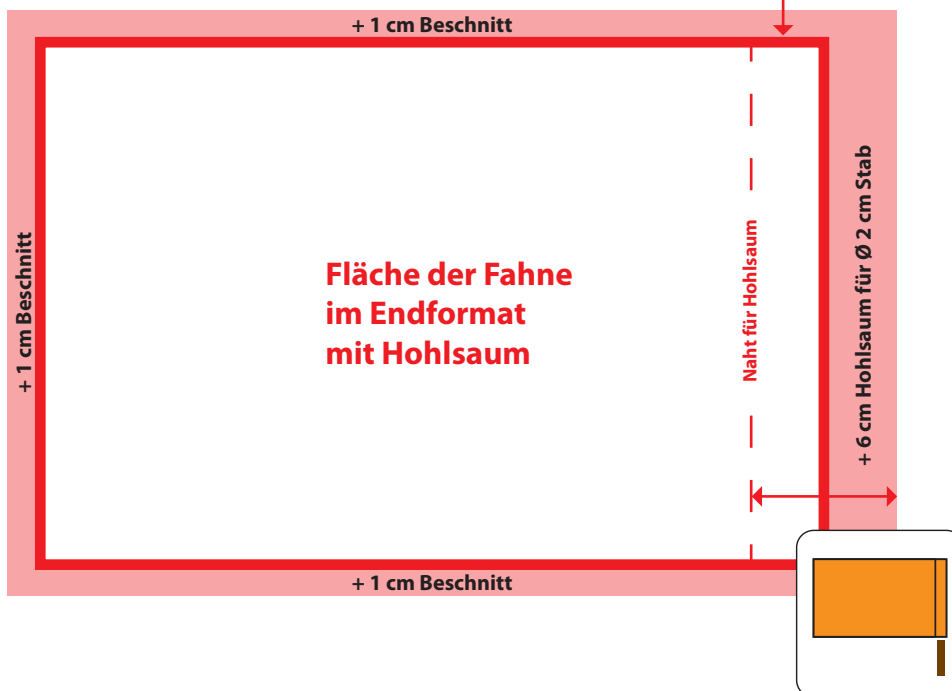 + 1 cm Beschnitt
+ 1 cm Beschnitt
Fläche der Fahne
im Endformat
mit Hohlsaum
Naht für Hohlsaum
+ 6 cm Hohlsaum für Ø 2 cm Stab
+ 1 cm Beschnitt